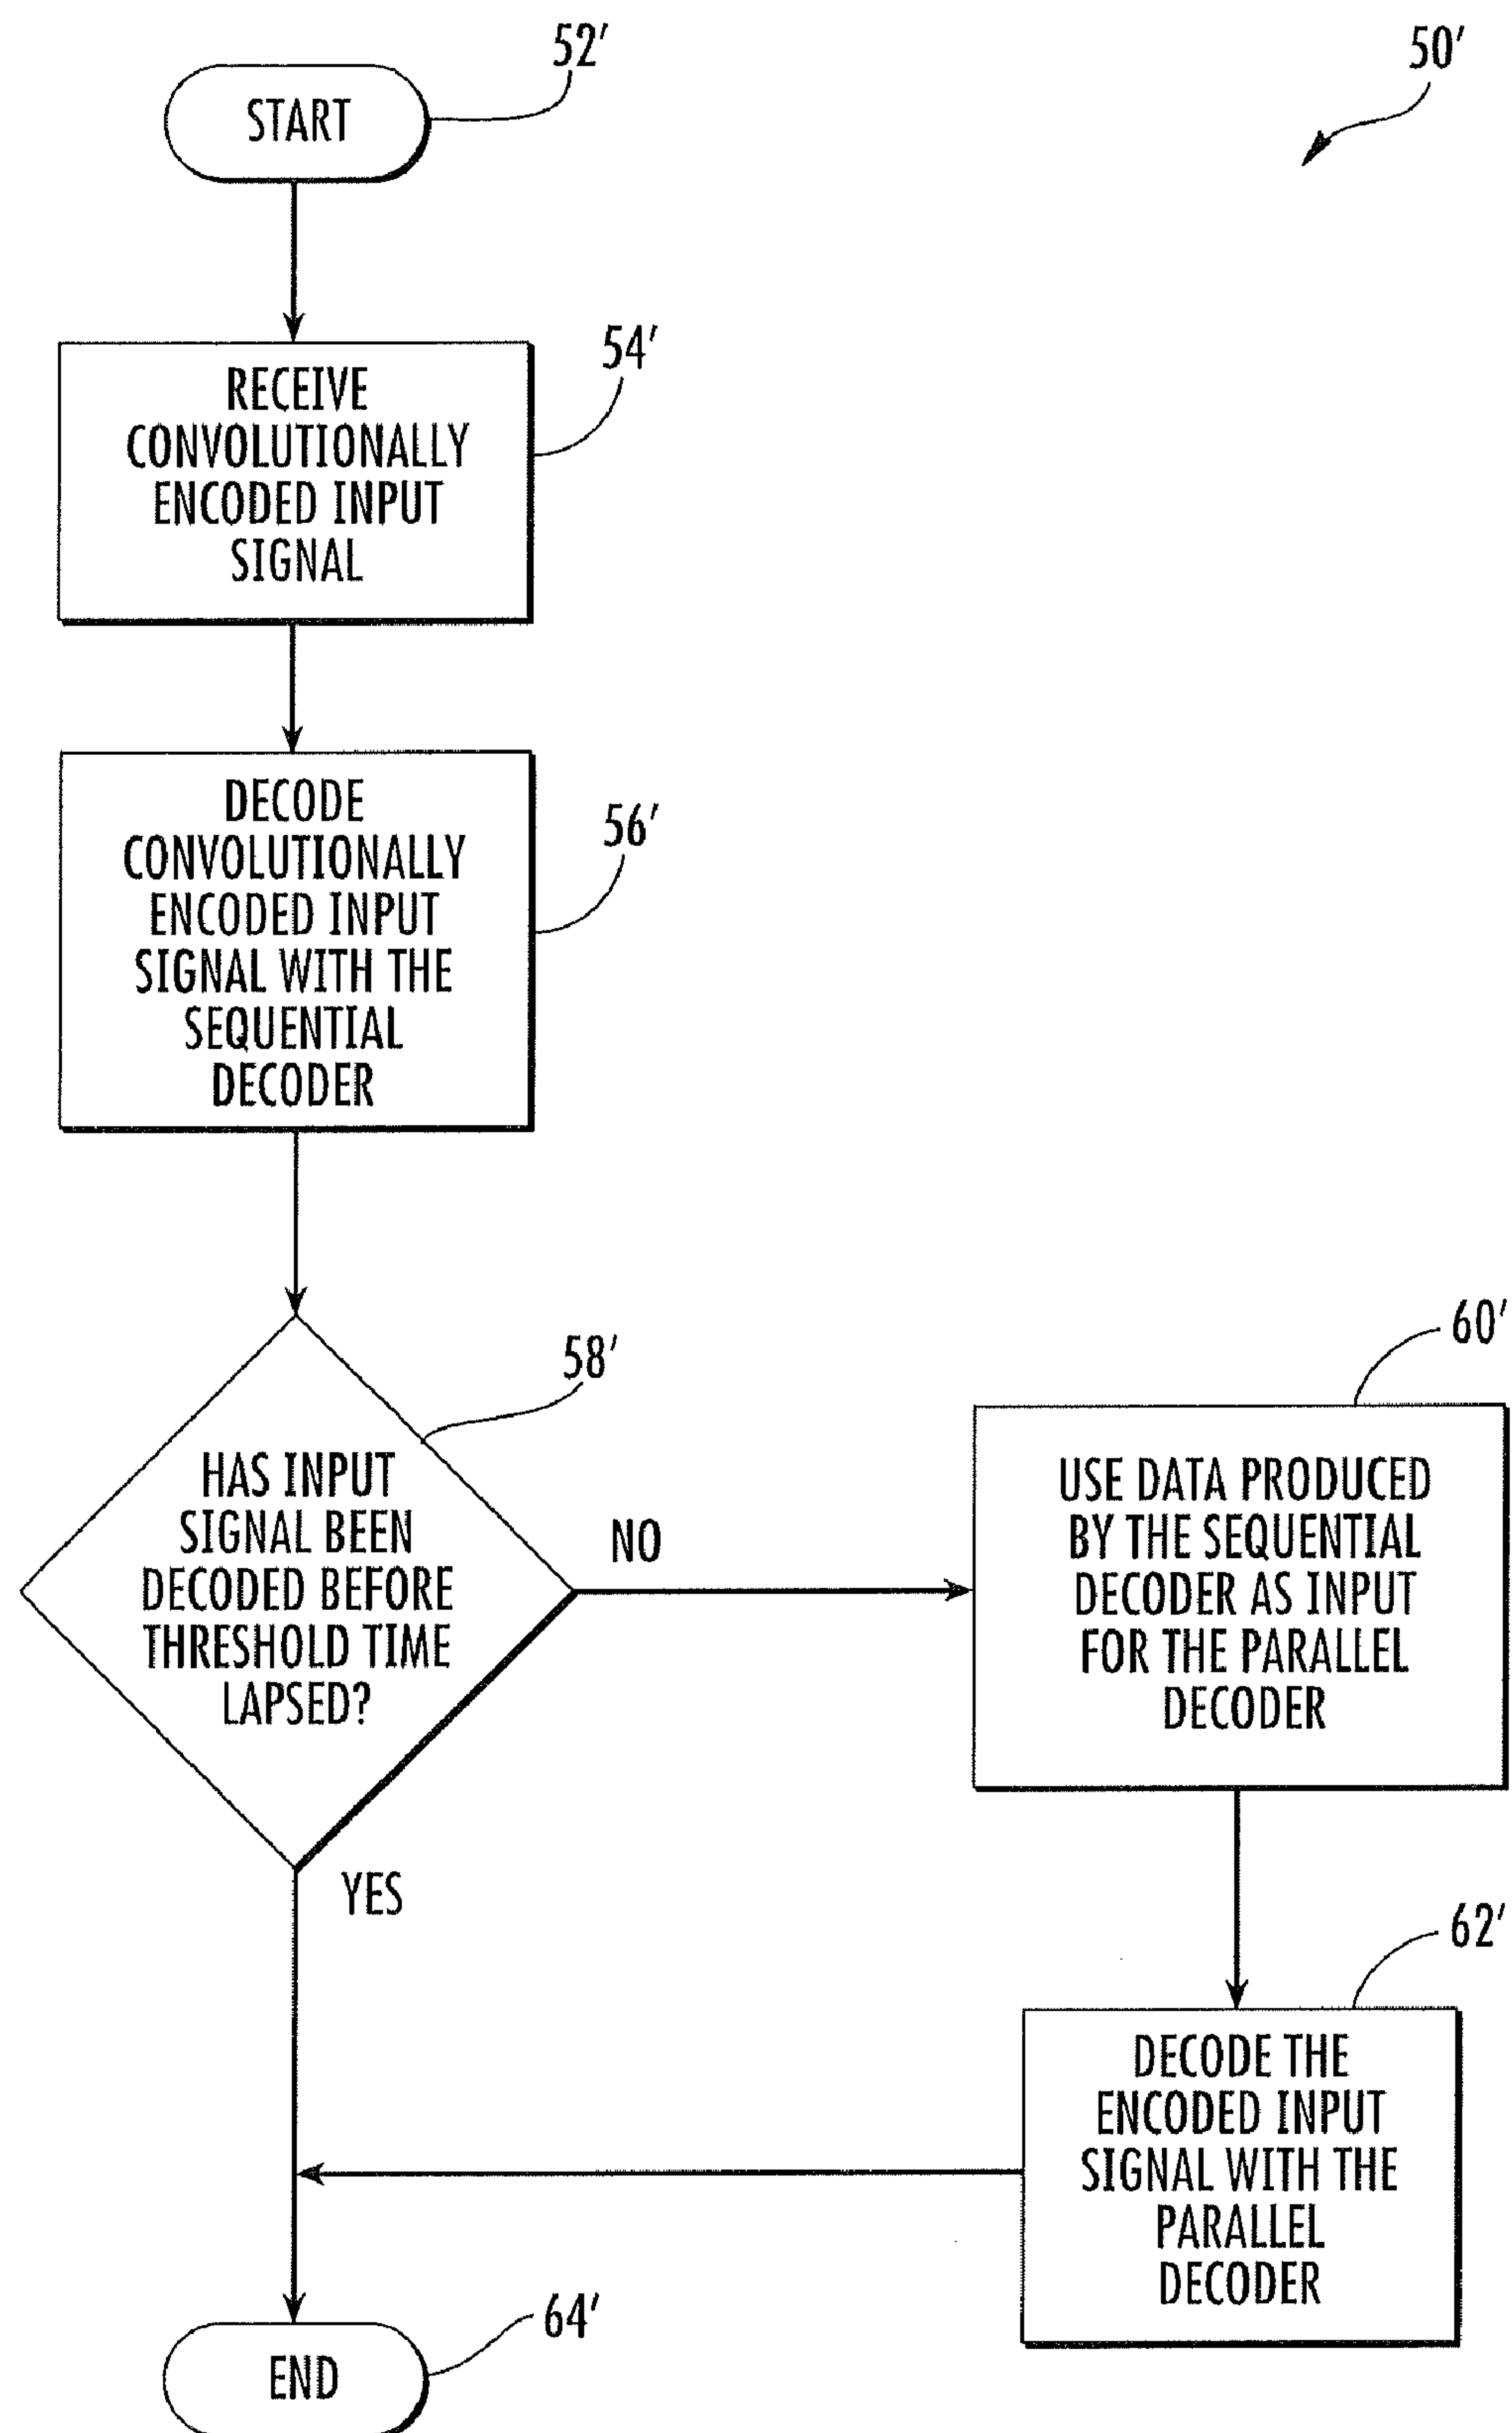 52′
50′
START
54′
RECEIVE
CONVOLUTIONALLY
ENCODED INPUT
SIGNAL
56′
DECODE
CONVOLUTIONALLY
ENCODED INPUT
SIGNAL WITH THE
SEQUENTIAL
DECODER
58′
HAS INPUT
SIGNAL BEEN
DECODED BEFORE
THRESHOLD TIME
LAPSED?
NO
YES
60′
USE DATA PRODUCED
BY THE SEQUENTIAL
DECODER AS INPUT
FOR THE PARALLEL
DECODER
62′
DECODE THE
ENCODED INPUT
SIGNAL WITH THE
PARALLEL
DECODER
64′
END